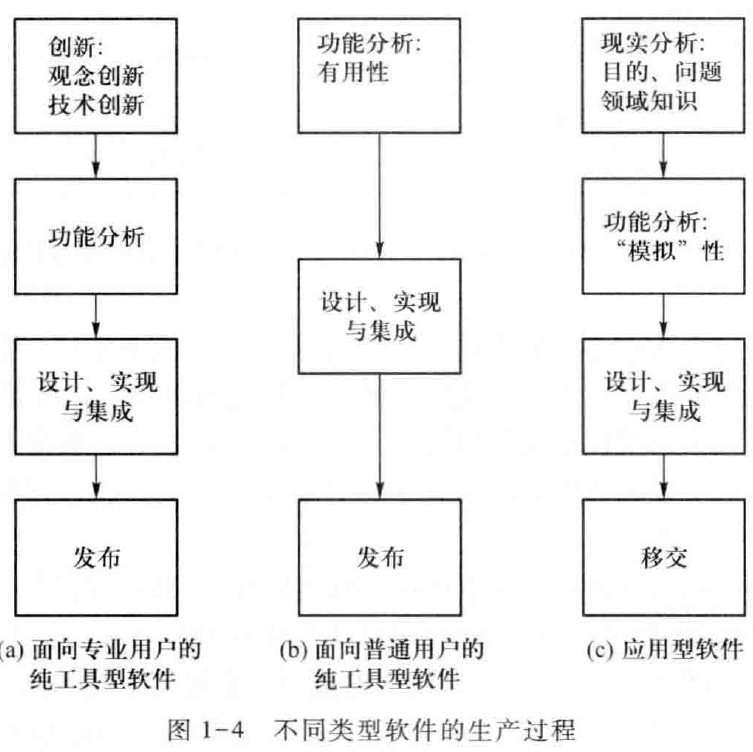 创新:
观念创新
技术创新
功能分析
设计、实现
与集成
发布
(a) 面向专业用户的
纯工具型软件
功能分析:
有用性
设计、实现
与集成
发布
(b) 面向普通用户的
纯工具型软件
现实分析:
目的、问题
领域知识
功能分析:
“模拟”性
设计、实现
与集成
移交
(c) 应用型软件
图 1-4 不同类型软件的生产过程